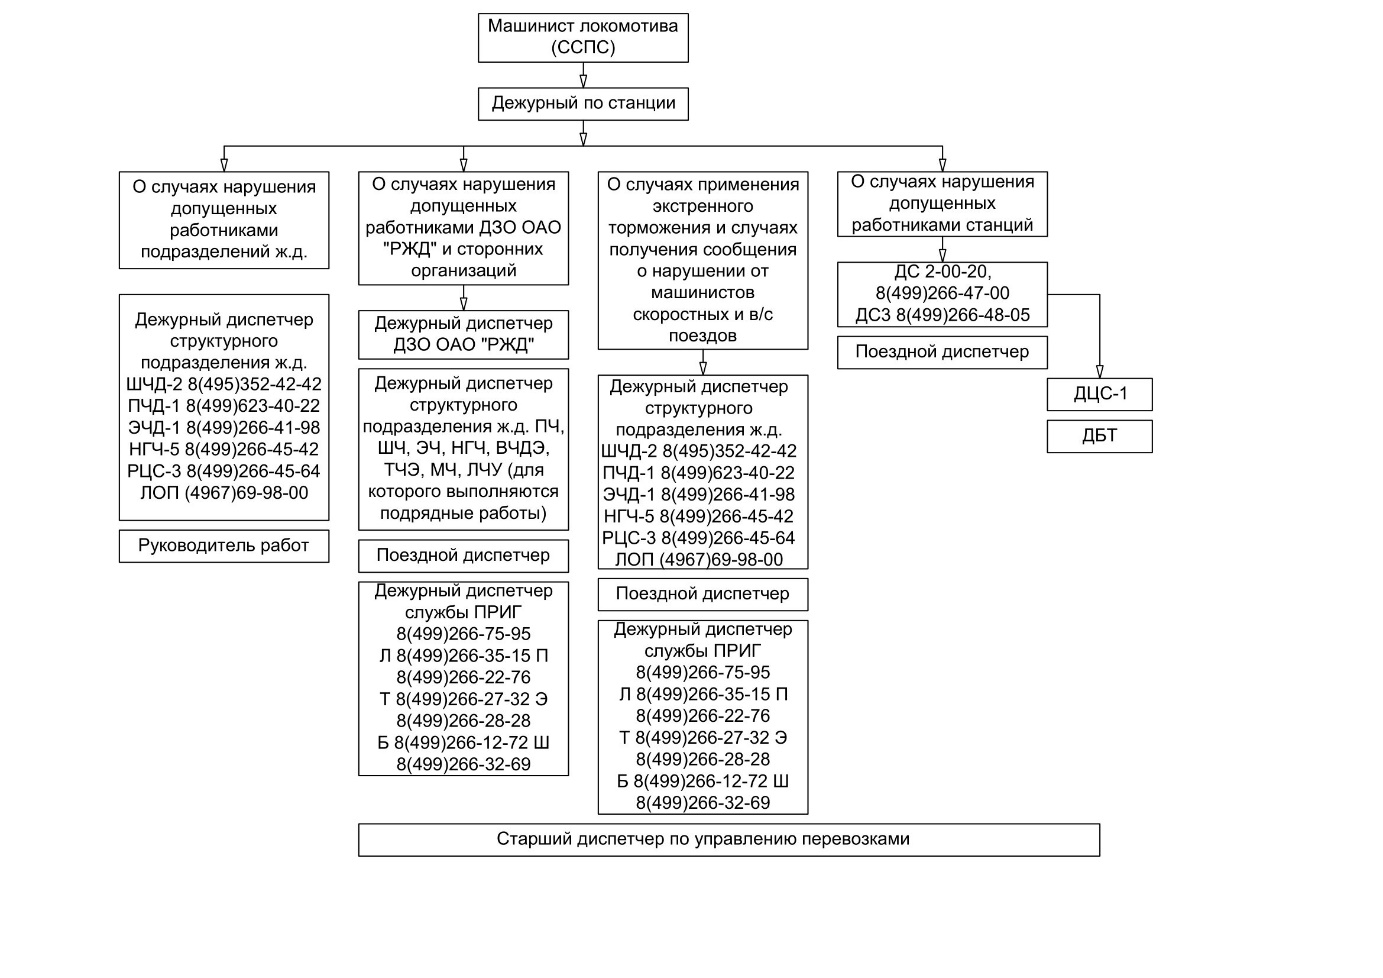 Машинист локомотива
(ССПС)
Дежурный по станции
О случаях нарушения
допущенных
работниками
подразделений ж.д.
Дежурный диспетчер
структурного
подразделения ж.д.
ШЧД-2 8(495)352-42-42
ПЧД-1 8(499)623-40-22
ЭЧД-1 8(499)266-41-98
НГЧ-5 8(499)266-45-42
РЦС-3 8(499)266-45-64
ЛОП (4967)69-98-00
Руководитель работ
О случаях нарушения
допущенных
работниками ДЗО ОАО
"РЖД" и сторонних
организаций
Дежурный диспетчер
ДЗО ОАО "РЖД"
Дежурный диспетчер
структурного
подразделения ж.д. ПЧ,
ШЧ, ЭЧ, НГЧ, ВЧДЭ,
ТЧЭ, МЧ, ЛЧУ (для
которого выполняются
подрядные работы)
Поездной диспетчер
Дежурный диспетчер
службы ПРИГ
8(499)266-75-95
Л 8(499)266-35-15 П
8(499)266-22-76
Т 8(499)266-27-32 Э
8(499)266-28-28
Б 8(499)266-12-72 Ш
8(499)266-32-69
О случаях применения
экстренного
торможения и случаях
получения сообщения
о нарушении от
машинистов
скоростных и в/с
поездов
Дежурный диспетчер
структурного
подразделения ж.д.
ШЧД-2 8(495)352-42-42
ПЧД-1 8(499)623-40-22
ЭЧД-1 8(499)266-41-98
НГЧ-5 8(499)266-45-42
РЦС-3 8(499)266-45-64
ЛОП (4967)69-98-00
Поездной диспетчер
Дежурный диспетчер
службы ПРИГ
8(499)266-75-95
Л 8(499)266-35-15 П
8(499)266-22-76
Т 8(499)266-27-32 Э
8(499)266-28-28
Б 8(499)266-12-72 Ш
8(499)266-32-69
О случаях нарушения
допущенных
работниками станций
ДС 2-00-20,
8(499)266-47-00
ДСЗ 8(499)266-48-05
Поездной диспетчер
ДЦС-1
ДБТ
Старший диспетчер по управлению перевозками